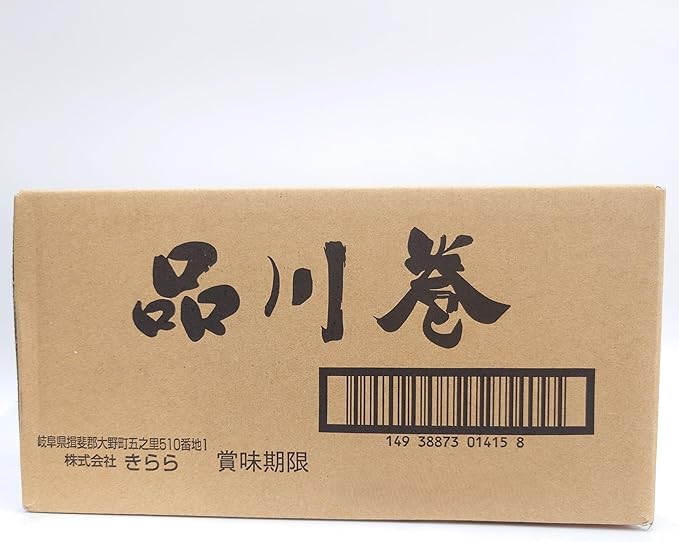 品川巻
149 38873 01415 8
岐阜県揖斐郡大野町五之里510番地1
株式会社 きらら 賞味期限